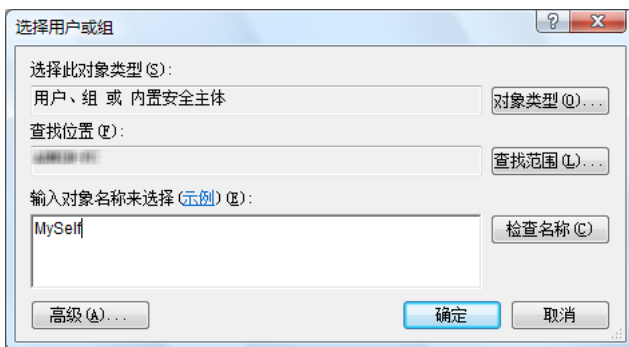 选择用户或组
选择此对象类型(S):
用户、组 或 内置安全主体
对象类型(O)...
查找位置(F):
查找范围(L)...
输入对象名称来选择(示例)(E):
MySelf
检查名称(C)
高级(A)...
确定
取消